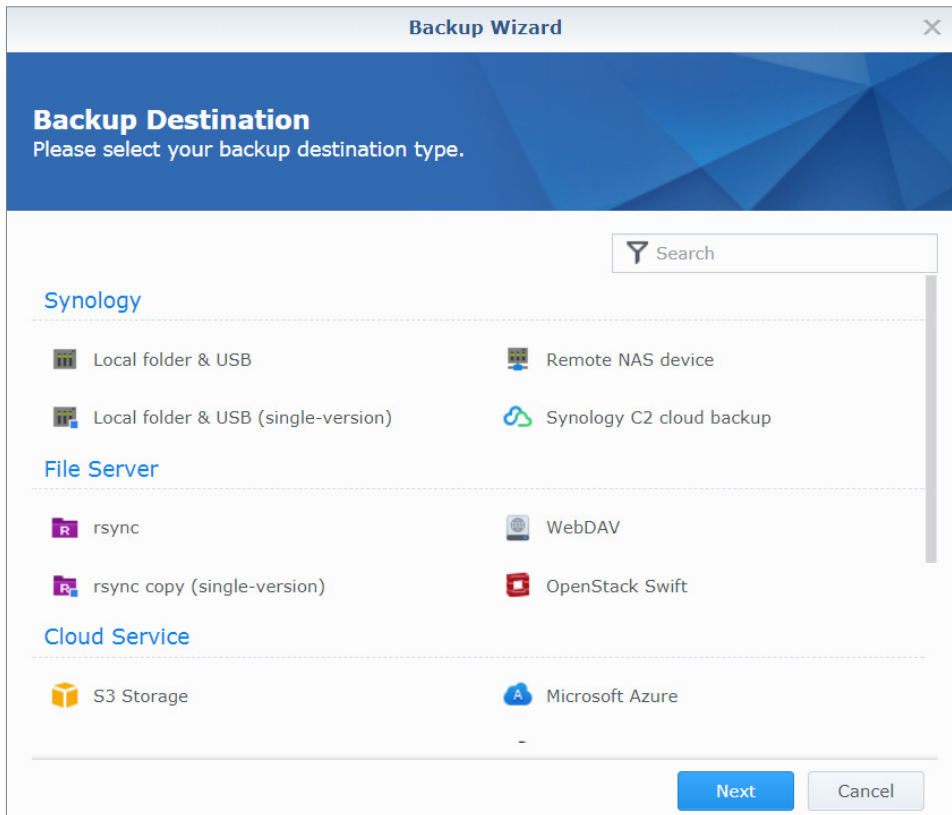 Backup Wizard
Backup Destination
Please select your backup destination type.
Search
Synology
Local folder & USB
Remote NAS device
Local folder & USB (single-version)
Synology C2 cloud backup
File Server
R rsync
WebDAV
R rsync copy (single-version)
OpenStack Swift
Cloud Service
S3 Storage
A Microsoft Azure
Next
Cancel